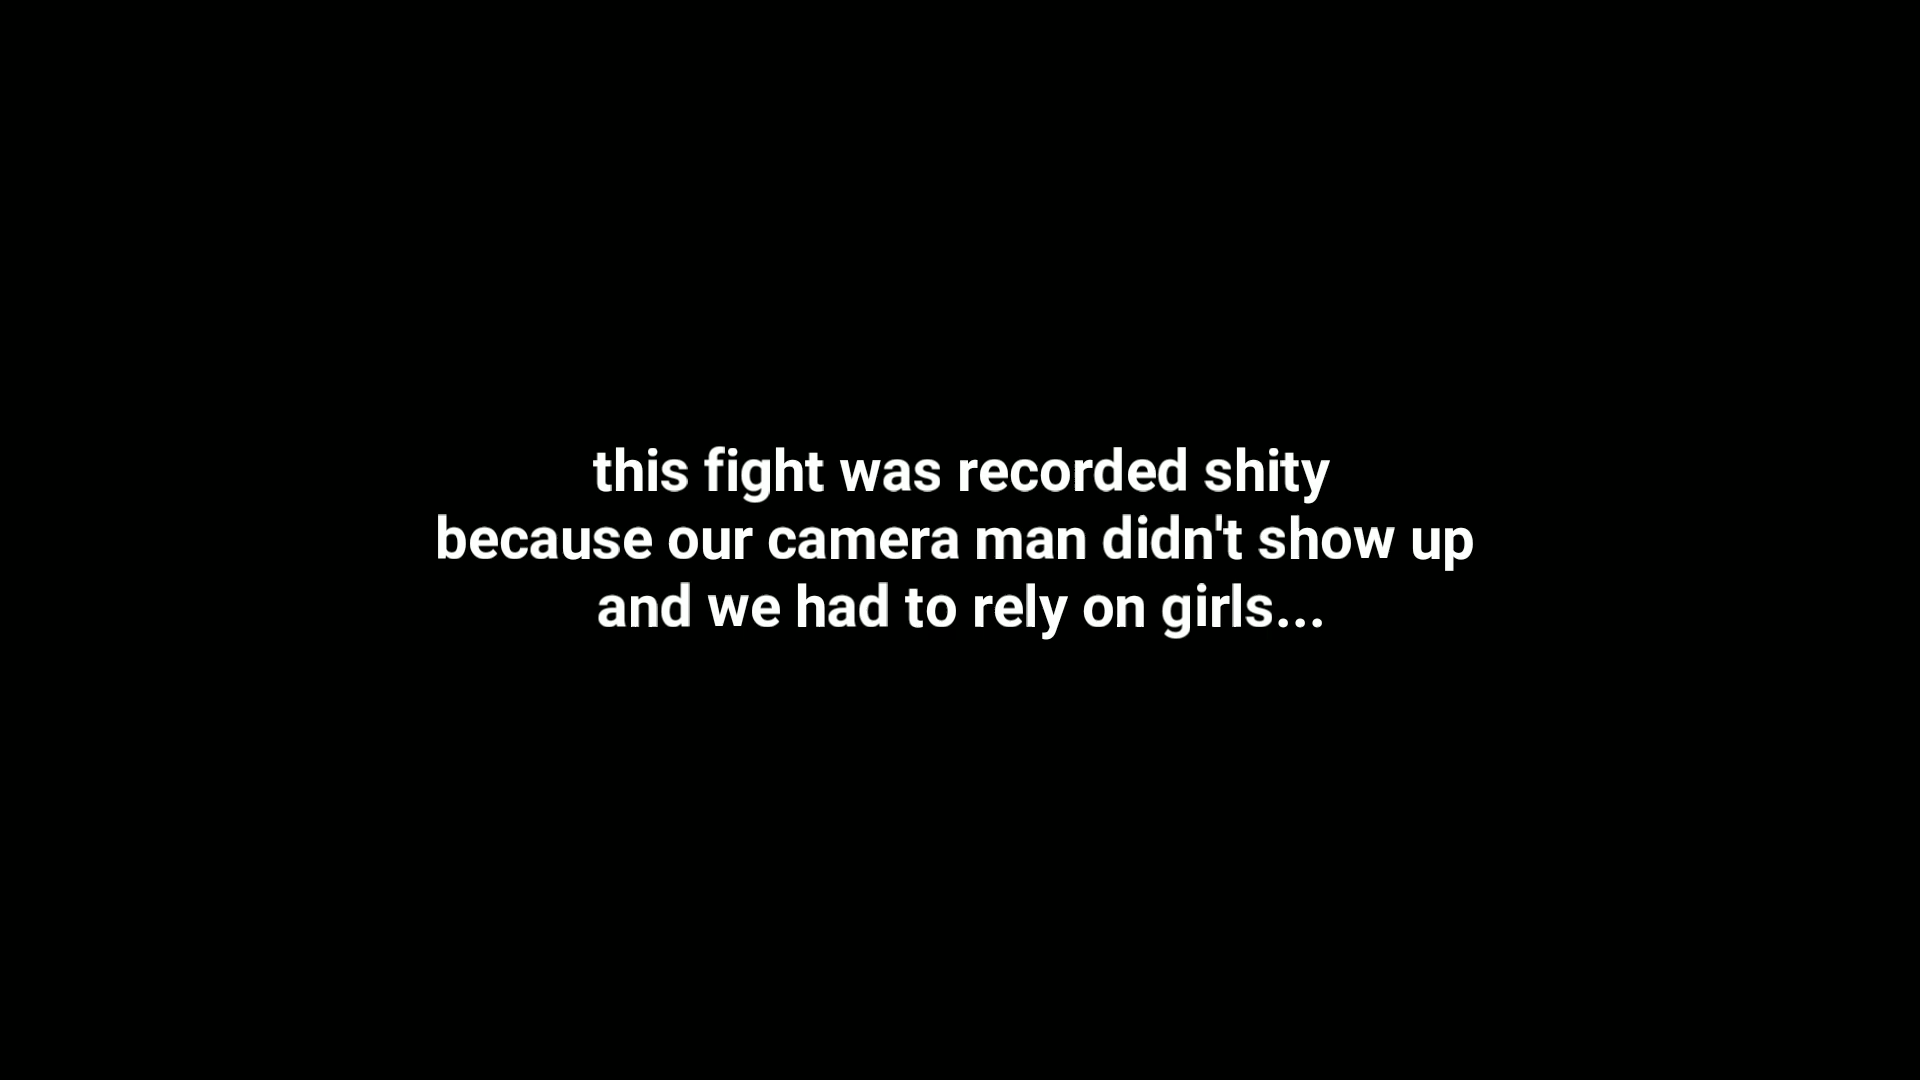 this fight was recorded shity
because our camera man didn't show up
and we had to rely on girls...